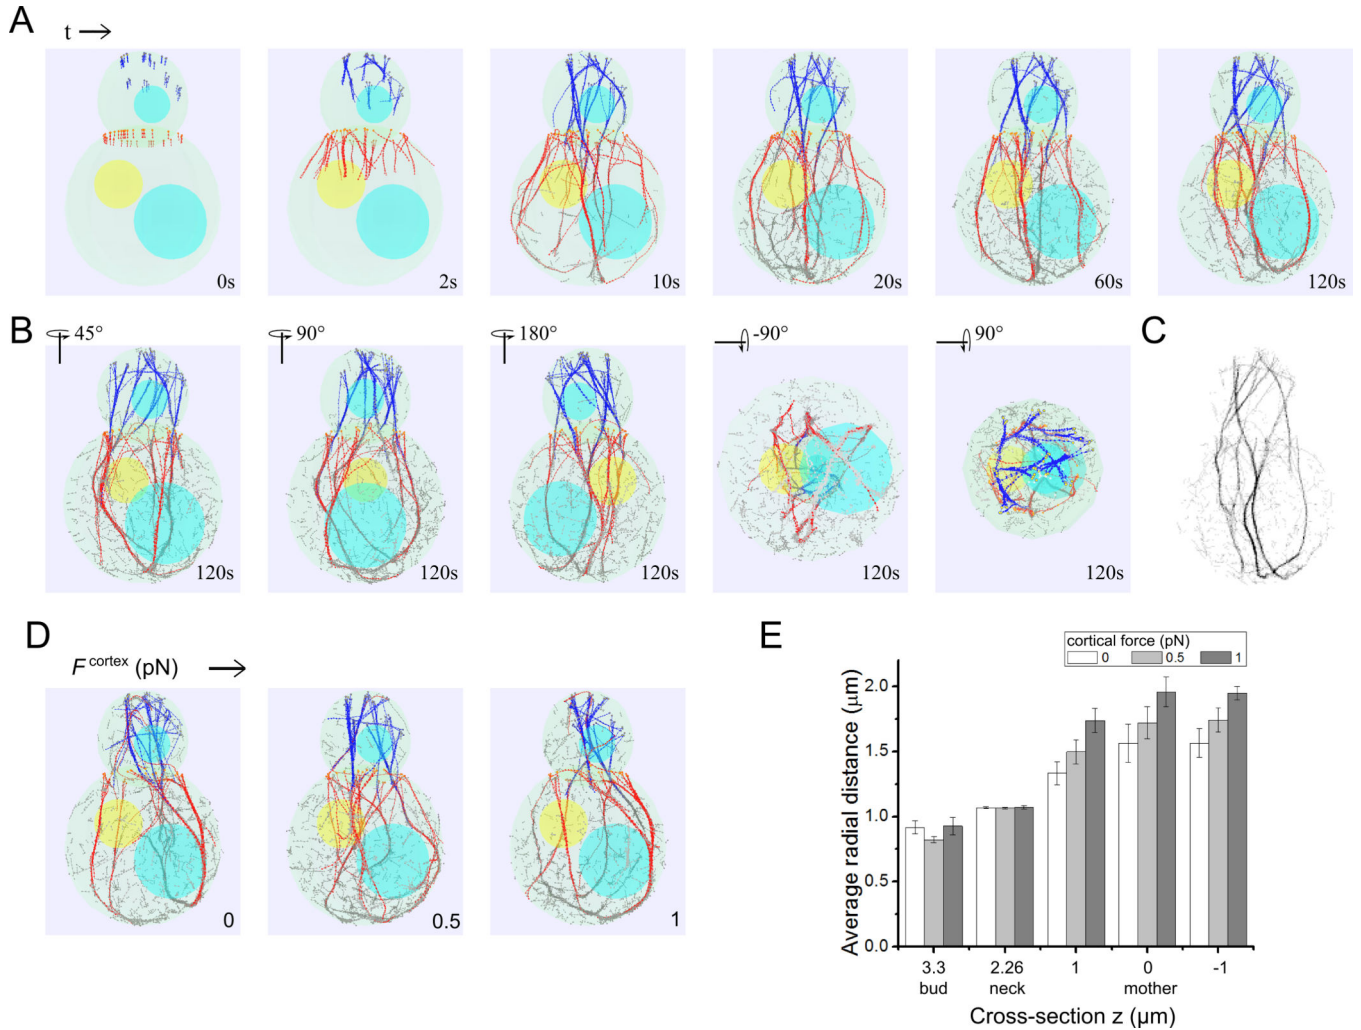 A
t
0s
2s
10s
20s
60s
120s
B
45°
90°
180°
-90°
90°
C
120s
120s
120s
120s
120s
D
F cortex (pN)
0
0.5
1
E
cortical force (pN)
0 0.5 1
Average radial distance (μm)
2.0
1.5
1.0
0.5
0.0
3.3 2.26 1 0 -1
bud neck mother
Cross-section z (μm)